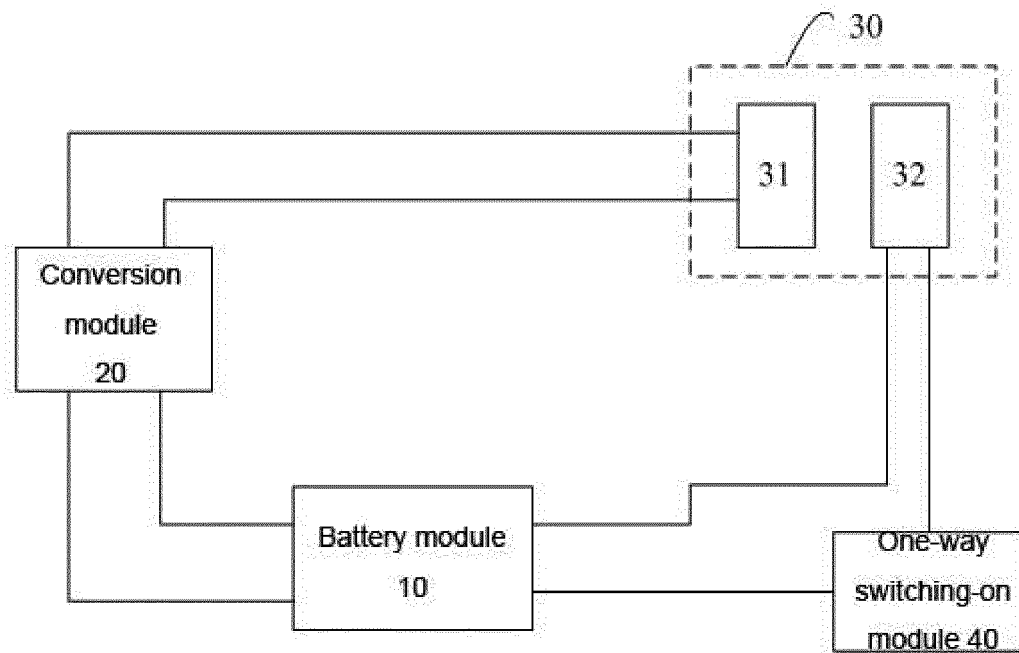 30
31
32
Conversion
module
20
Battery module
10
One-way
switching-on
module 40